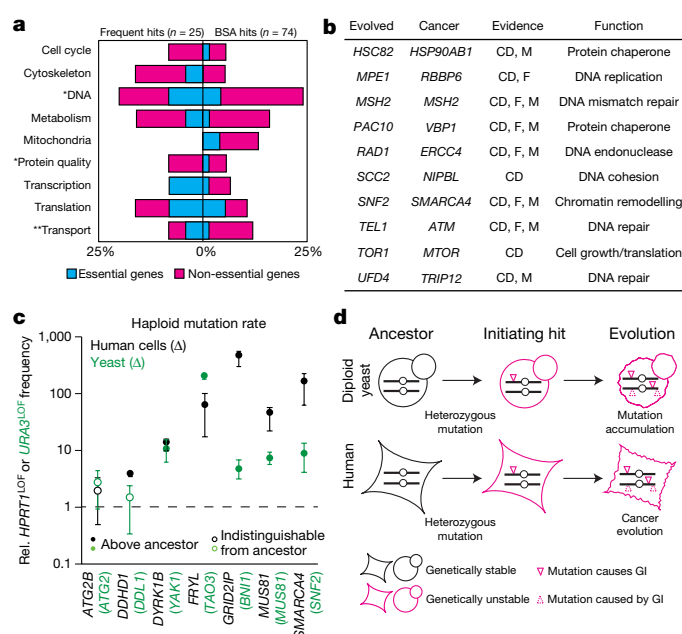 a
Frequent hits (n = 25) BSA hits (n = 74)
Cell cycle
Cytoskeleton
*DNA
Metabolism
Mitochondria
*Protein quality
Transcription
Translation
**Transport
25% 0% 25%
Essential genes Non-essential genes
b
Evolved Cancer Evidence Function
HSC82 HSP90AB1 CD, M Protein chaperone
MPE1 RBBP6 CD, F DNA replication
MSH2 MSH2 CD, F, M DNA mismatch repair
PAC10 VBP1 CD, F, M Protein chaperone
RAD1 ERCC4 CD, F, M DNA endonuclease
SCC2 NIPBL CD DNA cohesion
SNF2 SMARCA4 CD, F, M Chromatin remodelling
TEL1 ATM CD, F, M DNA repair
TOR1 MTOR CD Cell growth/translation
UFD4 TRIP12 CD, M DNA repair
c
Haploid mutation rate
Rel. HPRT1LOF or URA3LOF frequency
1,000
100
10
1
0.1
Human cells (Δ)
Yeast (Δ)
Above ancestor
Indistinguishable
from ancestor
ATG2B
(ATG2)
DDHD1
(DDL1)
DYRK1B
(YAK1)
FRYL
(TAO3)
GRID2IP
(BNI1)
MUS81
(MUS81)
SMARCA4
(SNF2)
d
Ancestor Initiating hit Evolution
Diploid
yeast
Heterozygous
mutation
Mutation
accumulation
Human
Heterozygous
mutation
Cancer
evolution
Genetically stable Mutation causes GI
Genetically unstable Mutation caused by GI